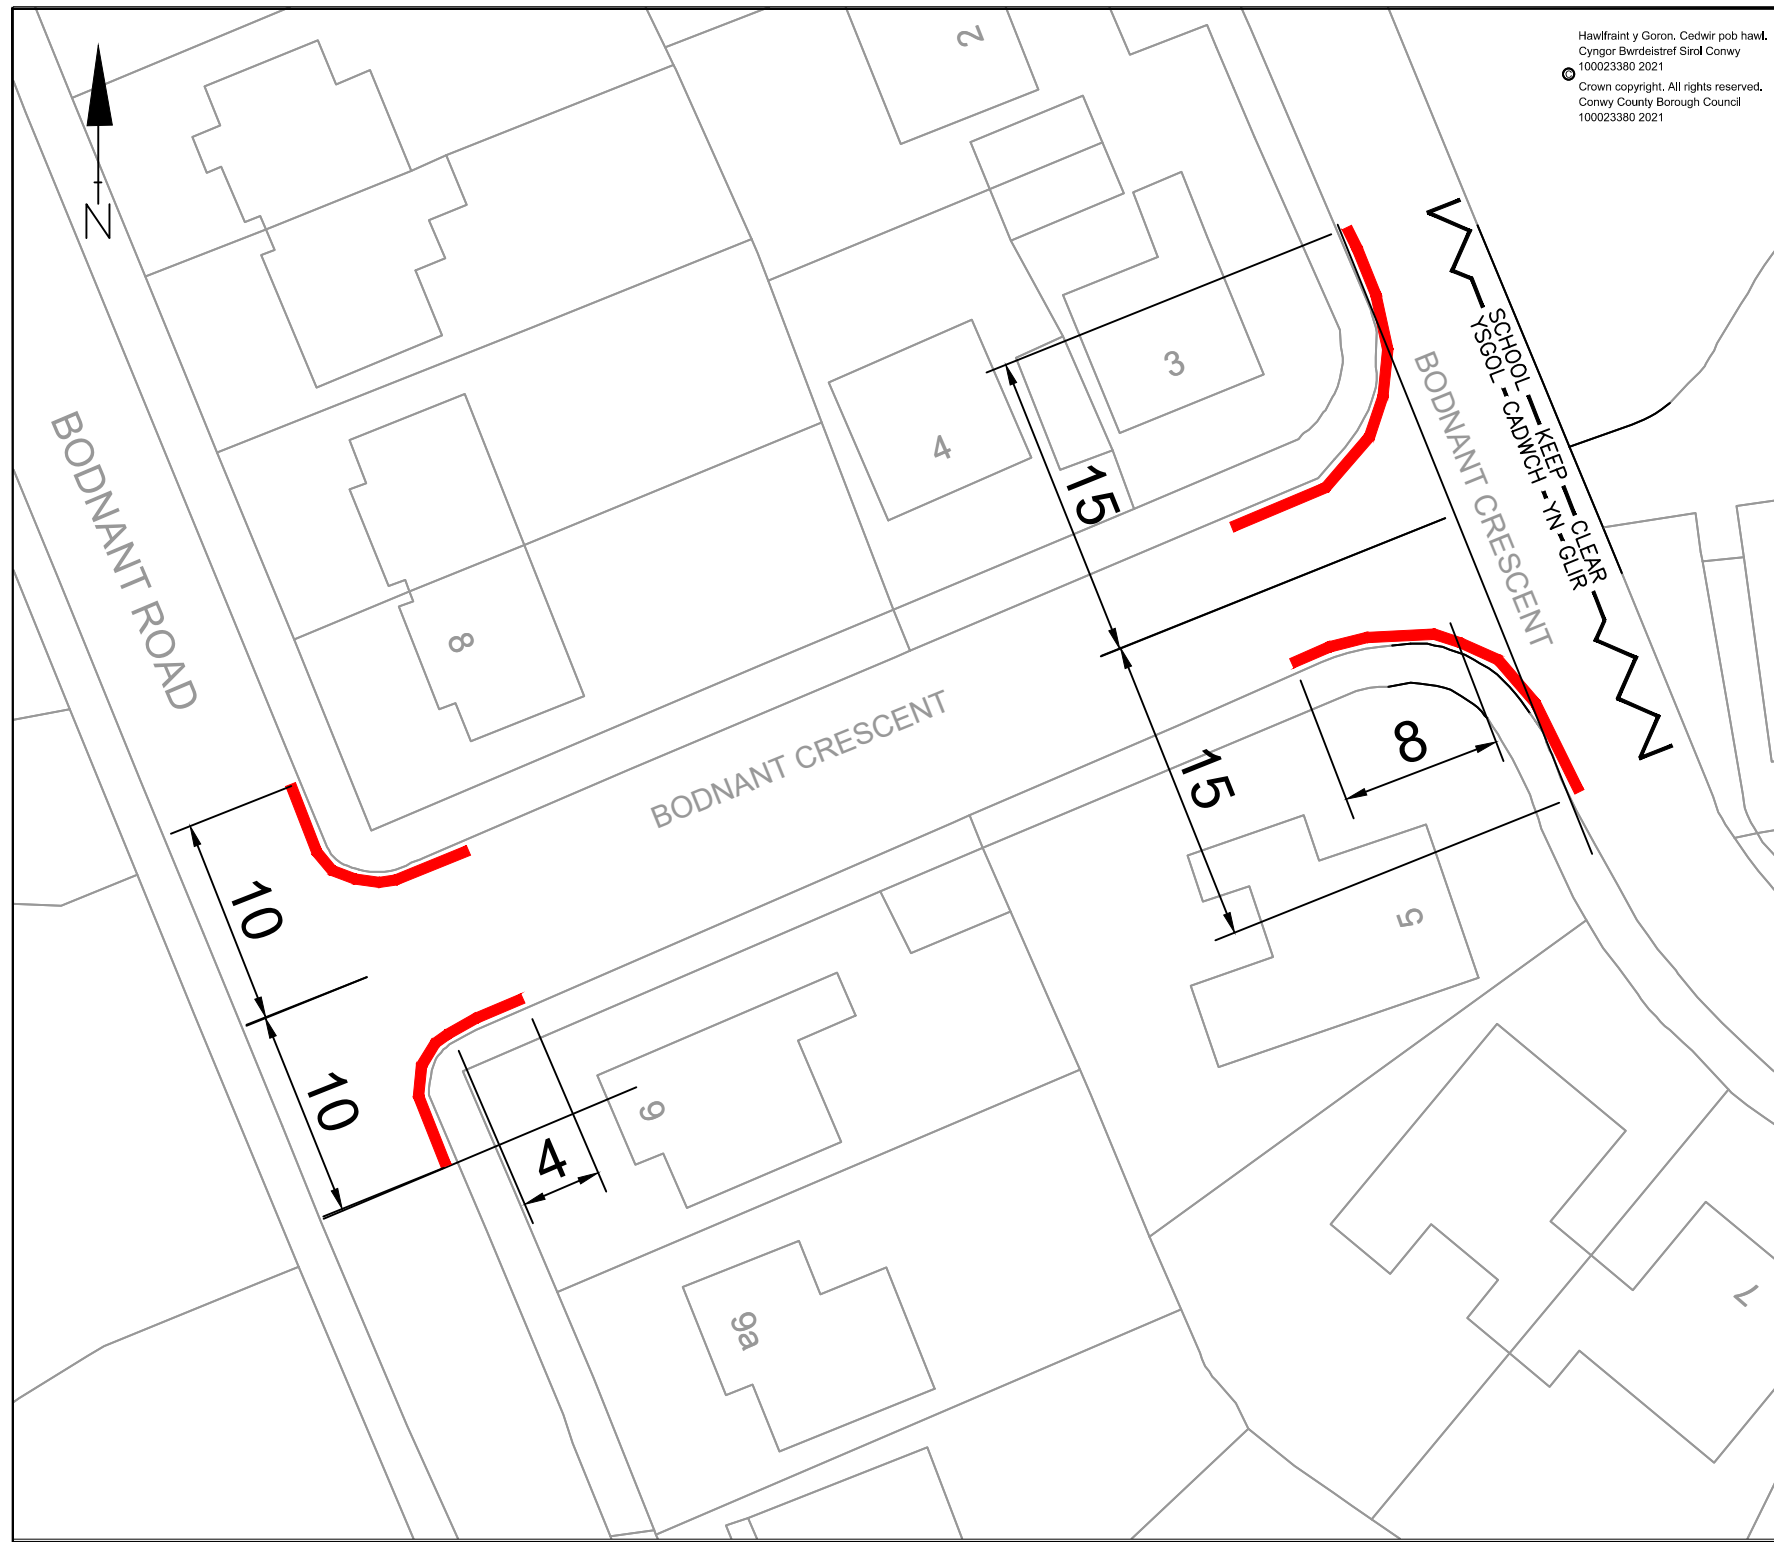 Hawlfraint y Goron. Cedwir pob hawl.
Cyngor Bwrdeistref Sirol Conwy
100023380 2021
©
Crown copyright. All rights reserved.
Conwy County Borough Council
100023380 2021
N
2
3
4
8
BODNANT ROAD
BODNANT CRESCENT
SCHOOL KEEP CLEAR
YSGOL - CADWCH - YN - GLIR
BODNANT CRESCENT
15
15
8
10
10
4
5
9
9a
7